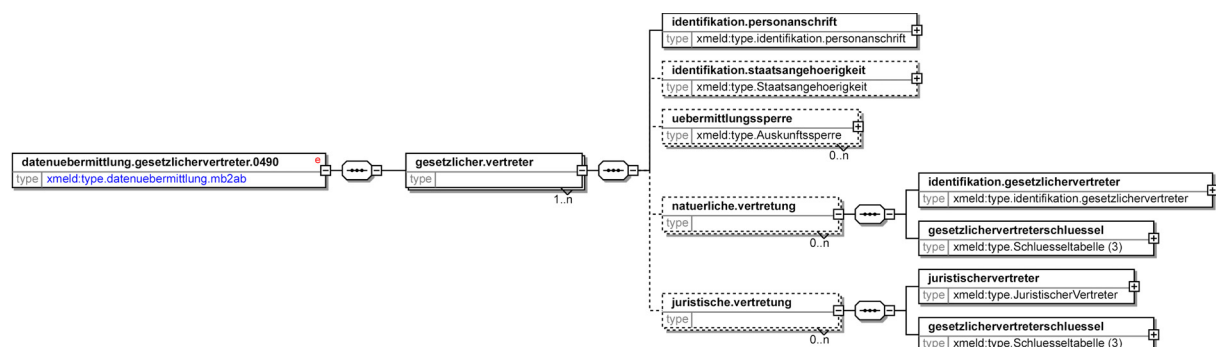 identifikation.personanschrift
type xmeld:type.identifikation.personanschrift
identifikation.staatsangehoerigkeit
type xmeld:type.Staatsangehoerigkeit
uebermittlungssperre
type xmeld:type.Auskunftssperre
0..n
datenuebermittlung.gesetzlichervertreter.0490 e
type xmeld:type.datenuebermittlung.mb2ab
gesetzlicher.vertreter
type
1..n
natuerliche.vertretung
type
0..n
identifikation.gesetzlichervertreter
type xmeld:type.identifikation.gesetzlichervertreter
gesetzlichervertreterschluessel
type xmeld:type.Schluesseltabelle (3)
juristische.vertretung
type
0..n
juristischervertreter
type xmeld:type.JuristischerVertreter
gesetzlichervertreterschluessel
type xmeld:type.Schluesseltabelle (3)